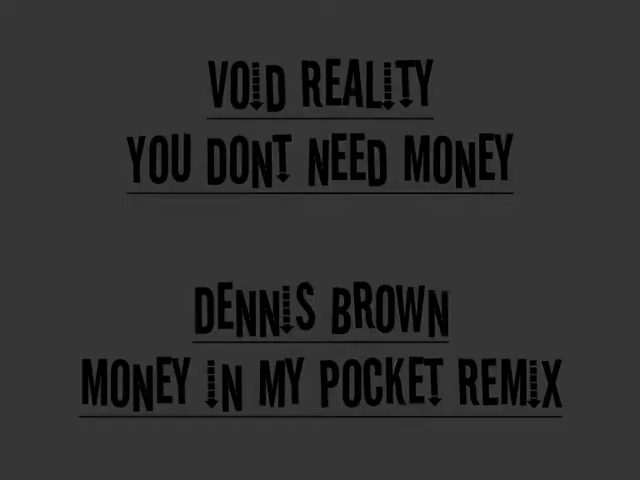 VOID REALITY
YOU DONT NEED MONEY
DENNIS BROWN
MONEY IN MY POCKET REMIX